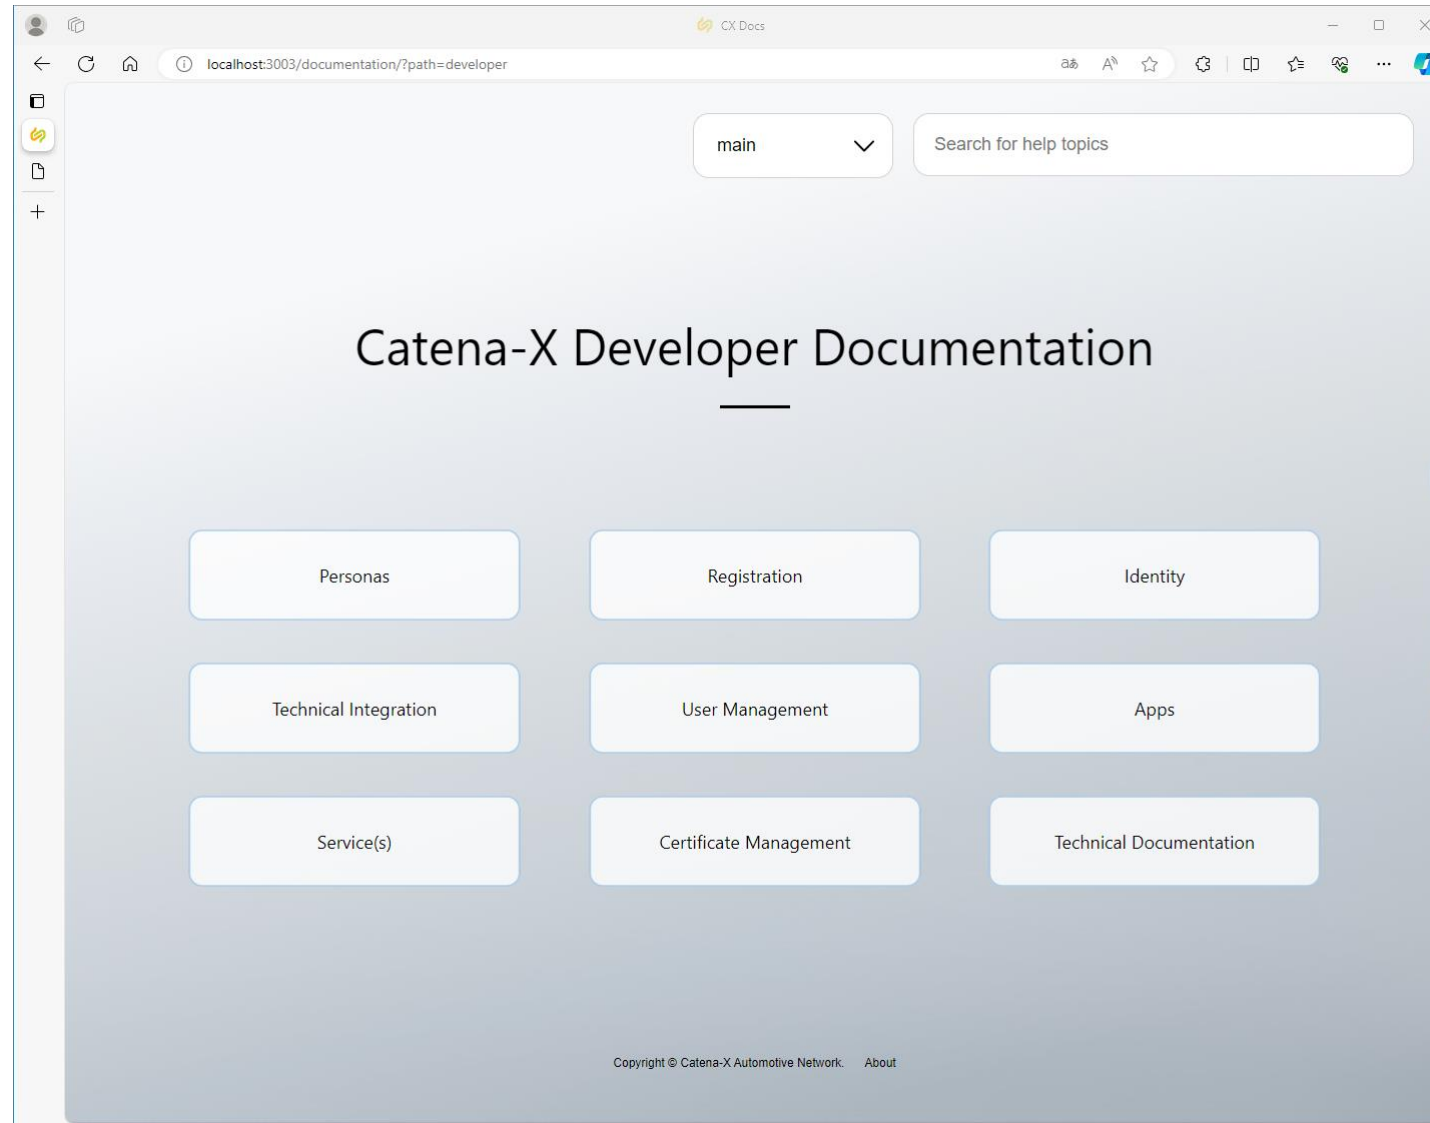 CX Docs
localhost:3003/documentation/?path=developer
main
Search for help topics
Catena-X Developer Documentation
Personas
Registration
Identity
Technical Integration
User Management
Apps
Service(s)
Certificate Management
Technical Documentation
Copyright © Catena-X Automotive Network. About